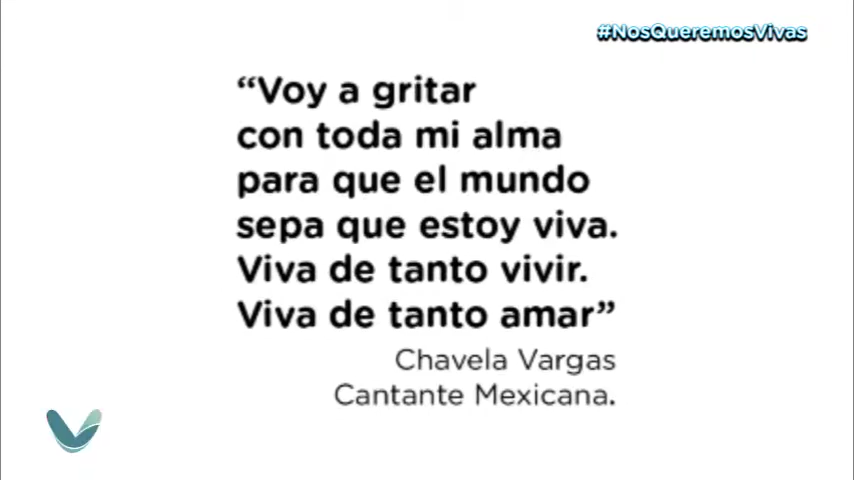 #NosQueremosVivas
“Voy a gritar
con toda mi alma
para que el mundo
sepa que estoy viva.
Viva de tanto vivir.
Viva de tanto amar”
Chavela Vargas
Cantante Mexicana.